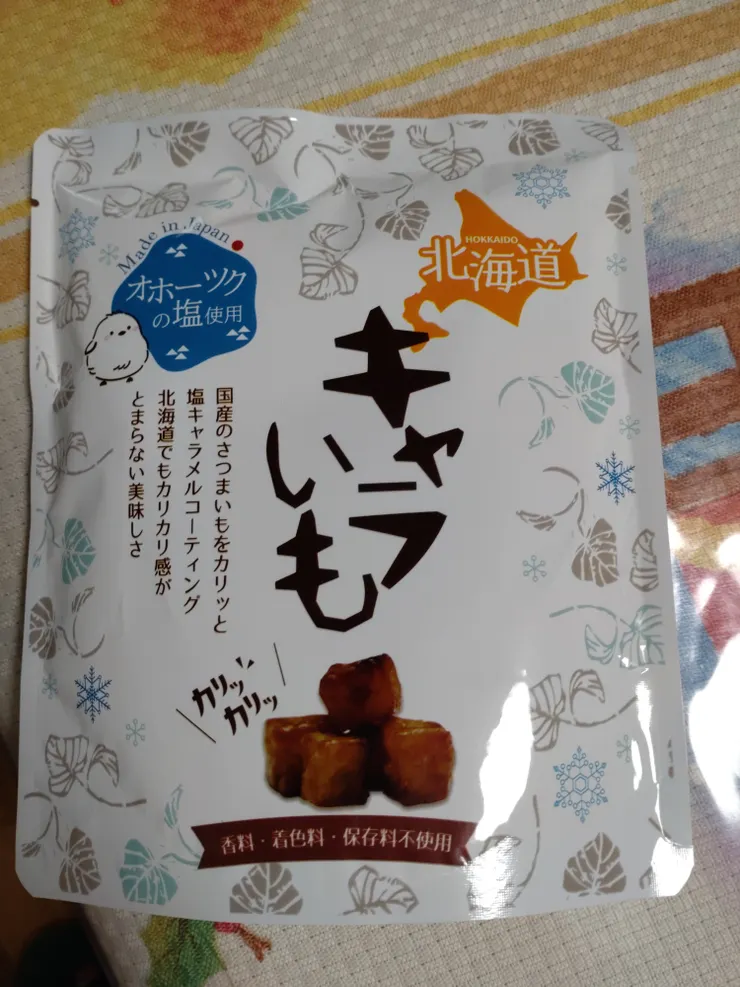 Made in Japan
オホーツク
の塩使用
HOKKAIDO
北海道
キャラ
いも
国産のさつまいもをカリッと
塩キャラメルコーティング
北海道でもカリカリ感が
とまらない美味しさ
カリッ
カリッ
香料・着色料・保存料不使用